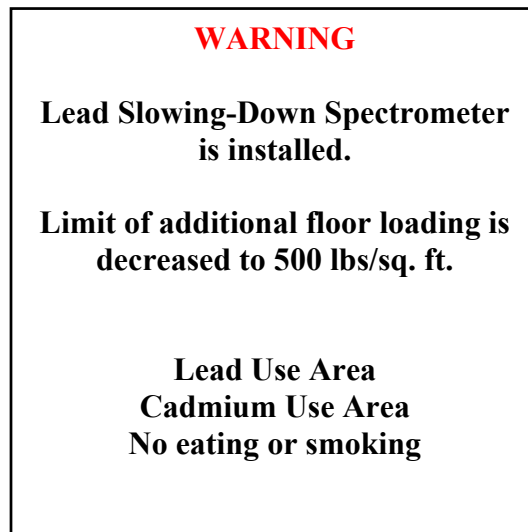 WARNING
Lead Slowing-Down Spectrometer
is installed.
Limit of additional floor loading is
decreased to 500 lbs/sq. ft.
Lead Use Area
Cadmium Use Area
No eating or smoking